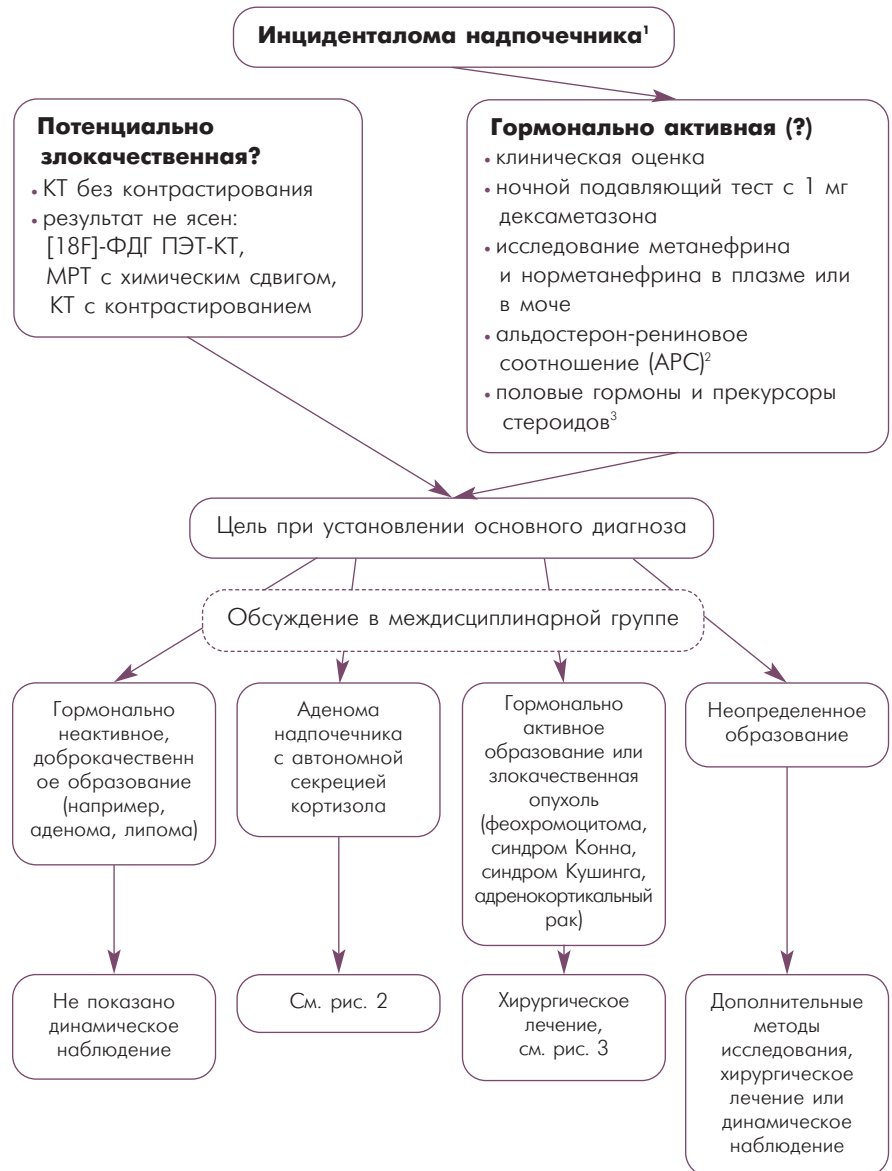 Инциденталома надпочечника¹
Потенциально
злокачественная?
• КТ без контрастирования
• результат не ясен:
[18F]-ФДГ ПЭТ-КТ,
МРТ с химическим сдвигом,
КТ с контрастированием
Гормонально активная (?)
• клиническая оценка
• ночной подавляющий тест с 1 мг
дексаметазона
• исследование метанефрина
и норметанефрина в плазме или
в моче
• альдостерон-рениновое
соотношение (АРС)²
• половые гормоны и прекурсоры
стероидов³
Цель при установлении основного диагноза
Обсуждение в междисциплинарной группе
Гормонально
неактивное,
доброкачественн
ое образование
(например,
аденома, липома)
Аденома
надпочечника
с автономной
секрецией
кортизола
Гормонально
активное
образование или
злокачественная
опухоль
(феохромоцитома,
синдром Конна,
синдром Кушинга,
адренокортикальный
рак)
Неопределенное
образование
Не показано
динамическое
наблюдение
См. рис. 2
Хирургическое
лечение,
см. рис. 3
Дополнительные
методы
исследования,
хирургическое
лечение или
динамическое
наблюдение